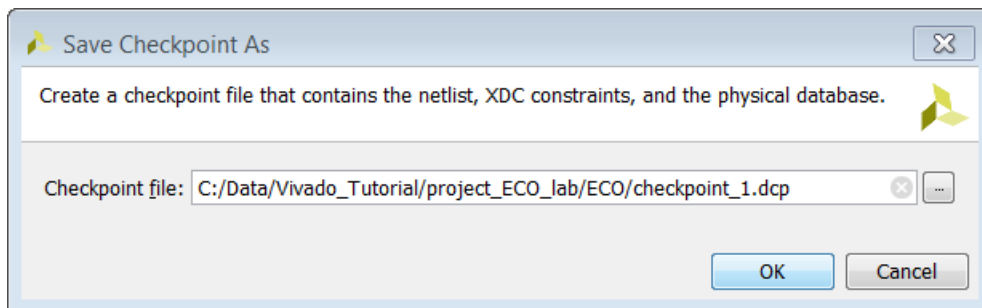 Save Checkpoint As
Create a checkpoint file that contains the netlist, XDC constraints, and the physical database.
Checkpoint file: C:/Data/Vivado_Tutorial/project_ECO_lab/ECO/checkpoint_1.dcp ...
OK Cancel